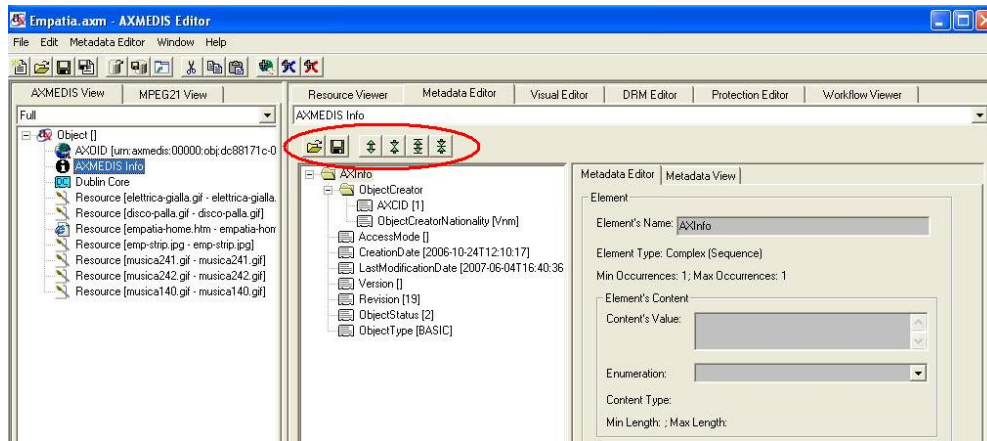 Empatia.axm - AXMEDIS Editor
File Edit Metadata Editor Window Help
AXMEDIS View MPEG21 View
Full
Object []
AXOID [urn:axmedis:00000:obj:dc88171c-0
AXMEDIS Info
Dublin Core
Resource [elettrica-gialla.gif - elettrica-gialla.
Resource [disco-palla.gif - disco-palla.gif]
Resource [empatia-home.htm - empatia-hom
Resource [emp-strip.jpg - emp-strip.jpg]
Resource [musica241.gif - musica241.gif]
Resource [musica242.gif - musica242.gif]
Resource [musica140.gif - musica140.gif]
Resource Viewer Metadata Editor Visual Editor DRM Editor Protection Editor Workflow Viewer
AXMEDIS Info
AXInfo
ObjectCreator
AXCID [1]
ObjectCreatorNationality [Vnm]
AccessMode []
CreationDate [2006-10-24T12:10:17]
LastModificationDate [2007-06-04T16:40:36
Version []
Revision [19]
ObjectStatus [2]
ObjectType [BASIC]
Metadata Editor Metadata View
Element
Element's Name: AXInfo
Element Type: Complex (Sequence)
Min Occurrences: 1; Max Occurrences: 1
Element's Content
Content's Value:
Enumeration:
Content Type:
Min Length: ; Max Length: